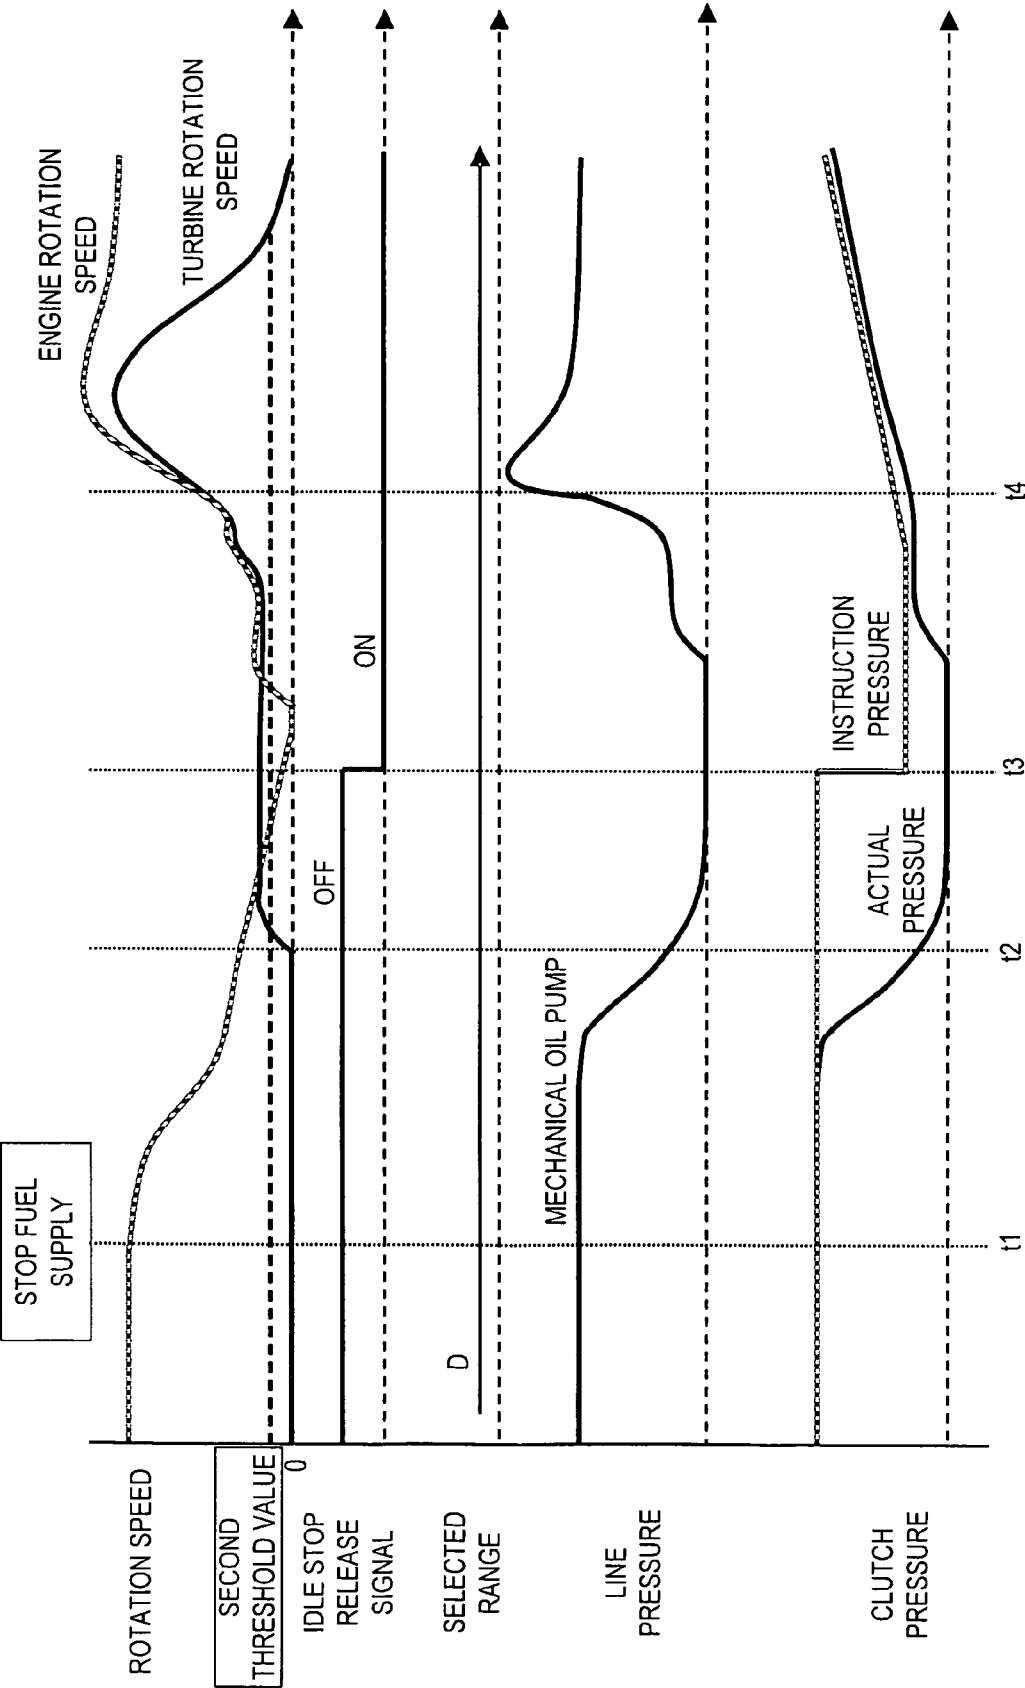 STOP FUEL
SUPPLY
ENGINE ROTATION
SPEED
TURBINE ROTATION
SPEED
ROTATION SPEED
SECOND
THRESHOLD VALUE
0
IDLE STOP
RELEASE
SIGNAL
OFF
ON
SELECTED
RANGE
D
LINE
PRESSURE
MECHANICAL OIL PUMP
CLUTCH
PRESSURE
ACTUAL
PRESSURE
INSTRUCTION
PRESSURE
t1
t2
t3
t4